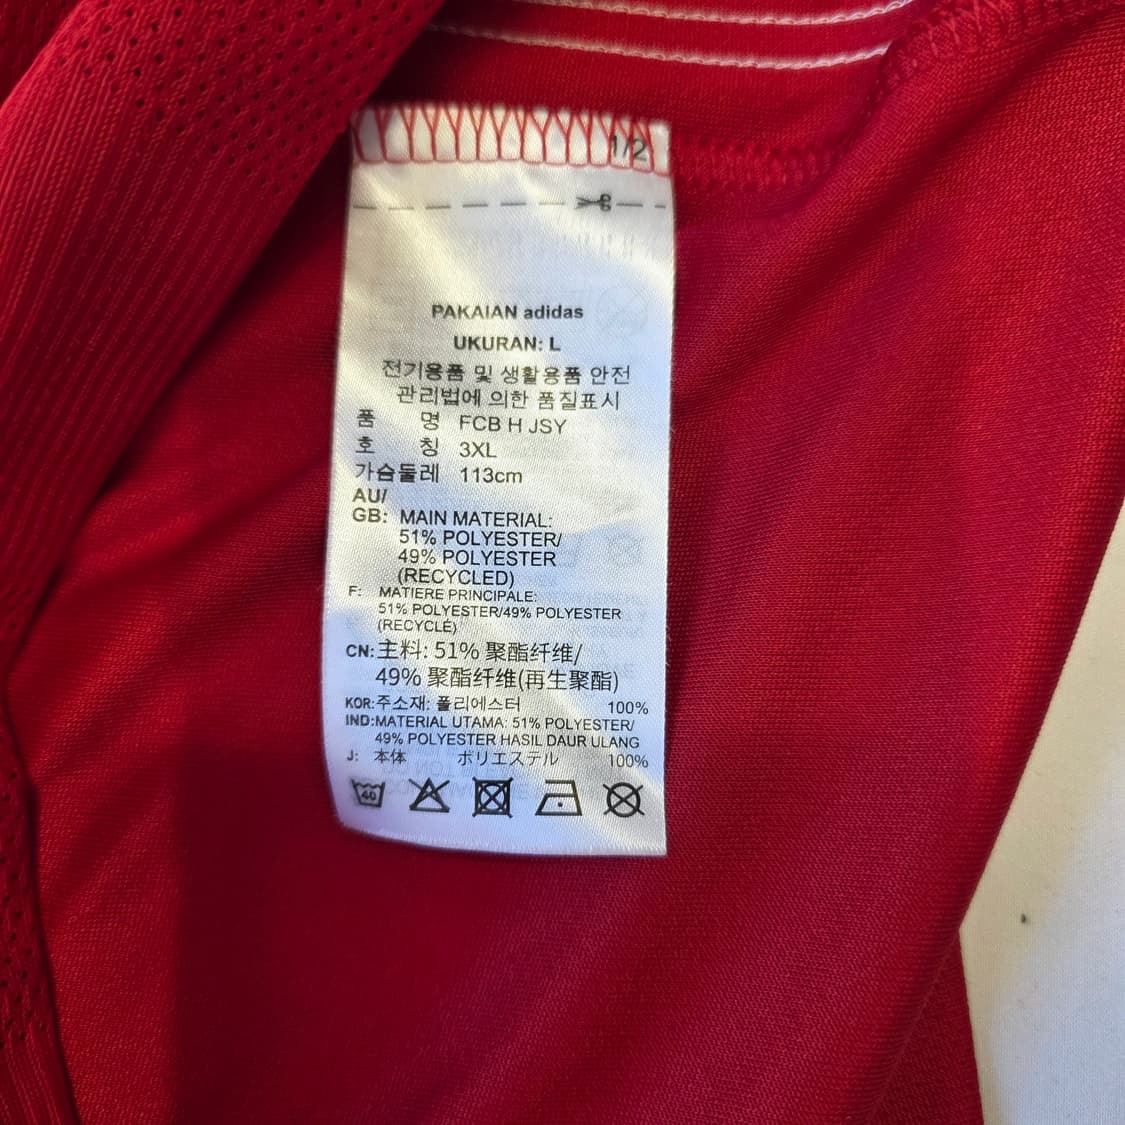 1/2
PAKAIAN adidas
UKURAN: L
전기용품 및 생활용품 안전
관리법에 의한 품질표시
품 명 FCB H JSY
호 칭 3XL
가슴둘레 113cm
AU/
GB: MAIN MATERIAL:
51% POLYESTER/
49% POLYESTER
(RECYCLED)
F: MATIERE PRINCIPALE:
51% POLYESTER/49% POLYESTER
(RECYCLÉ)
CN:主料: 51% 聚酯纤维/
49% 聚酯纤维(再生聚酯)
KOR:주소재: 폴리에스터 100%
IND:MATERIAL UTAMA: 51% POLYESTER/
49% POLYESTER HASIL DAUR ULANG
J: 本体 ポリエステル 100%
40